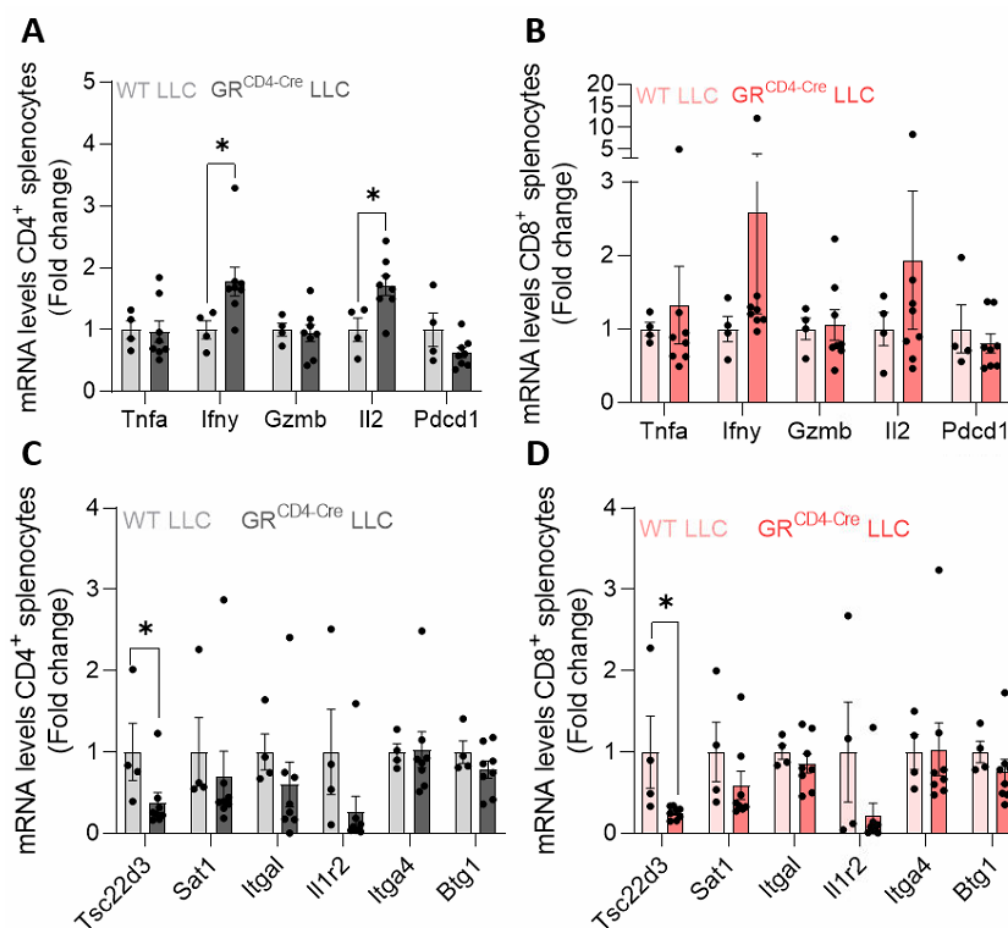 A
mRNA levels CD4+ splenocytes
(Fold change)
WT LLC GR^CD4-Cre LLC
5
4
3
2
1
0
*
*
Tnfa Ifny Gzmb Il2 Pdcd1
B
mRNA levels CD8+ splenocytes
(Fold change)
WT LLC GR^CD4-Cre LLC
20
15
10
5
3
2
1
0
Tnfa Ifny Gzmb Il2 Pdcd1
C
mRNA levels CD4+ splenocytes
(Fold change)
WT LLC GR^CD4-Cre LLC
4
3
2
1
0
*
Tsc22d3 Sat1 Itgal Il1r2 Itga4 Btg1
D
mRNA levels CD8+ splenocytes
(Fold change)
WT LLC GR^CD4-Cre LLC
4
3
2
1
0
*
Tsc22d3 Sat1 Itgal Il1r2 Itga4 Btg1